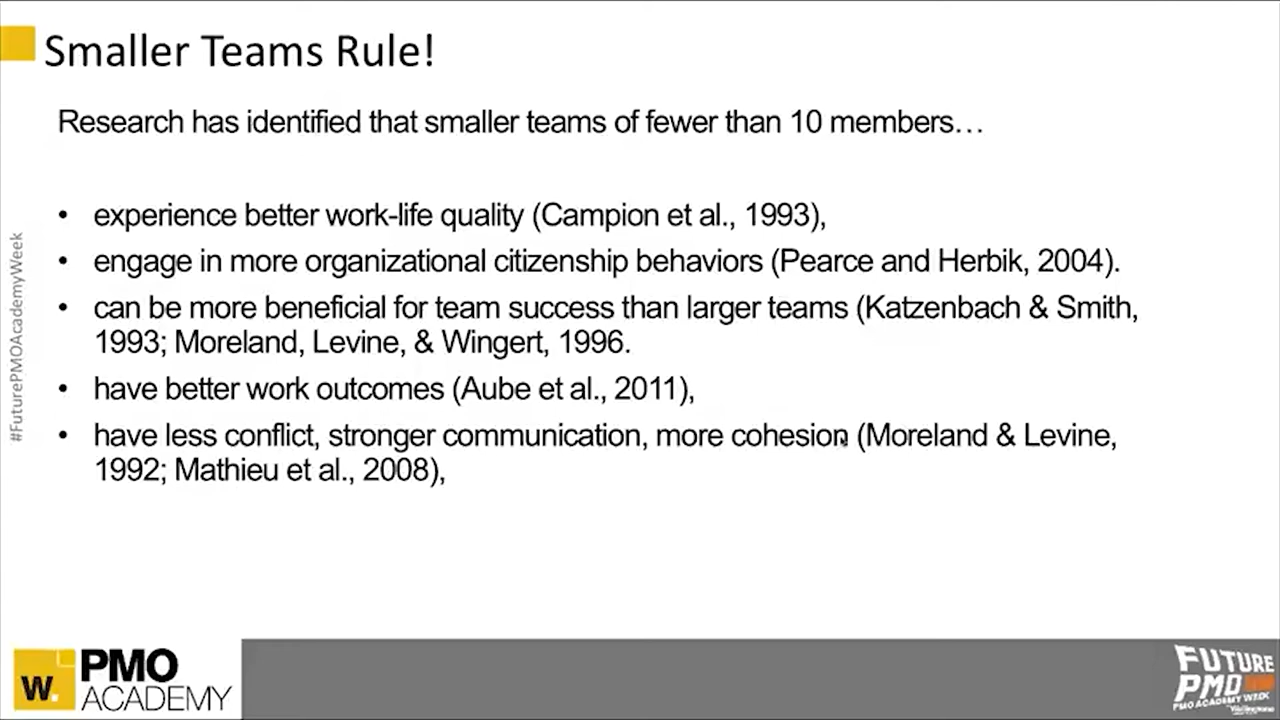 Smaller Teams Rule!
Research has identified that smaller teams of fewer than 10 members…
• experience better work-life quality (Campion et al., 1993),
• engage in more organizational citizenship behaviors (Pearce and Herbik, 2004).
• can be more beneficial for team success than larger teams (Katzenbach & Smith,
1993; Moreland, Levine, & Wingert, 1996.
• have better work outcomes (Aube et al., 2011),
• have less conflict, stronger communication, more cohesion (Moreland & Levine,
1992; Mathieu et al., 2008),
#FuturePMOAcademyWeek
w.
PMO
ACADEMY
FUTURE
PMO
PMO ACADEMY WEEK